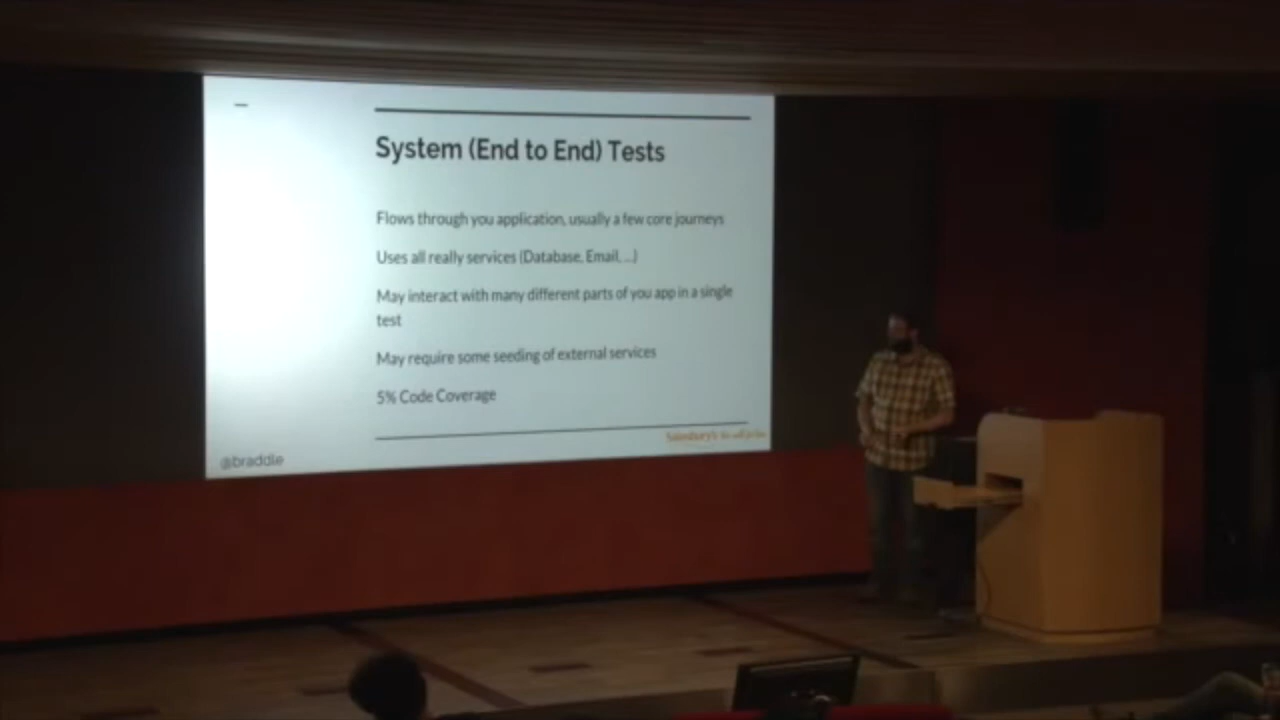 System (End to End) Tests
Flows through you application, usually a few core journeys
Uses all really services (Database, Email, ...)
May interact with many different parts of you app in a single
test
May require some seeding of external services
5% Code Coverage
Sainsbury's
@braddle